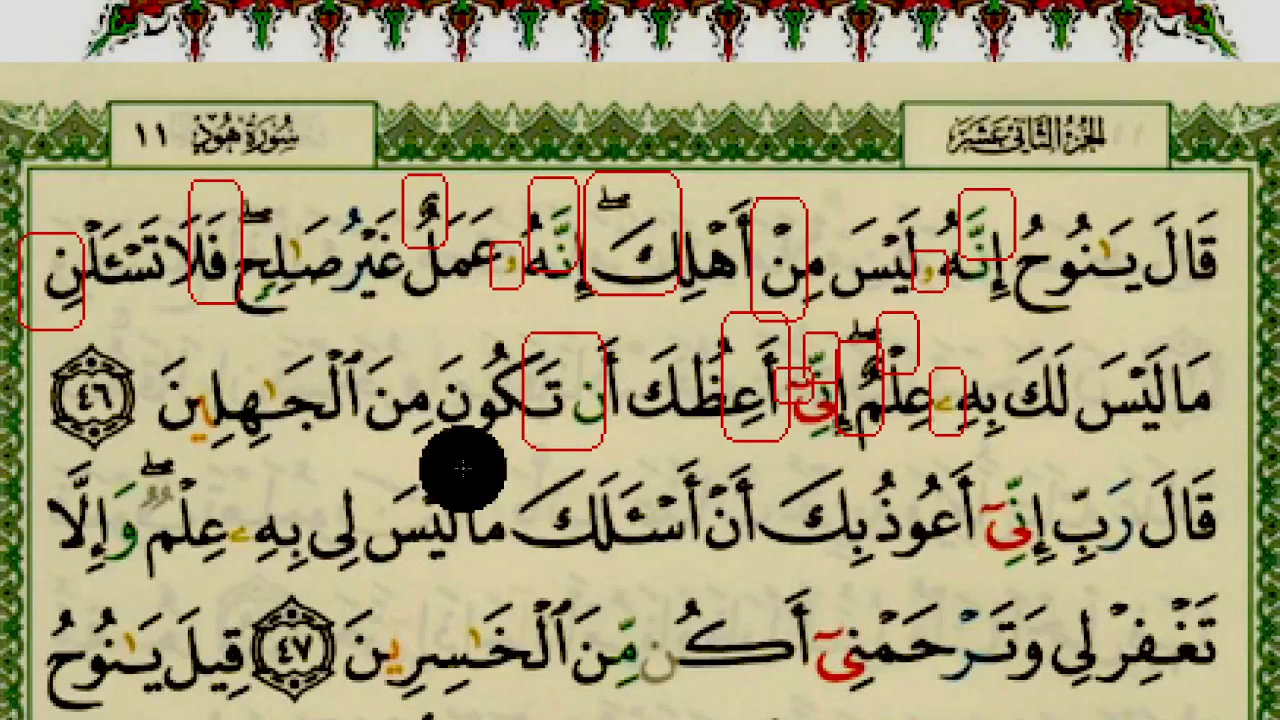 الجزء الثاني عشر
سورة هود ١١
قَالَ يَـٰنُوحُ إِنَّهُۥ لَيْسَ مِنْ أَهْلِكَ ۖ إِنَّهُۥ عَمَلٌ غَيْرُ صَـٰلِحٍ ۖ فَلَا تَسْـَٔلْنِ
مَا لَيْسَ لَكَ بِهِۦ عِلْمٌ ۖ إِنِّىٓ أَعِظُكَ أَن تَكُونَ مِنَ ٱلْجَـٰهِلِينَ ٤٦
قَالَ رَبِّ إِنِّىٓ أَعُوذُ بِكَ أَنْ أَسْـَٔلَكَ مَا لَيْسَ لِى بِهِۦ عِلْمٌ ۖ وَإِلَّا
تَغْفِرْ لِى وَتَرْحَمْنِىٓ أَكُن مِّنَ ٱلْخَـٰسِرِينَ ٤٧ قِيلَ يَـٰنُوحُ